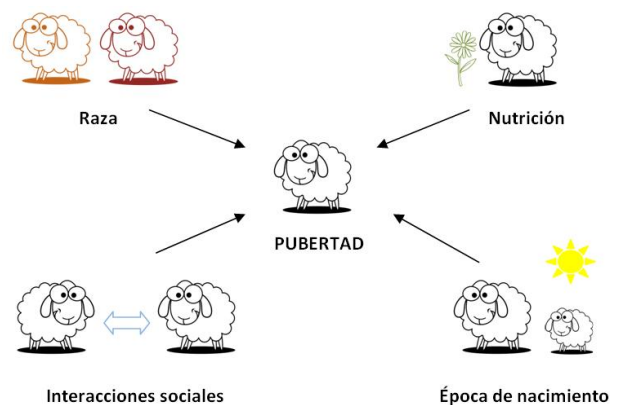 Raza
Nutrición
PUBERTAD
Interacciones sociales
Época de nacimiento